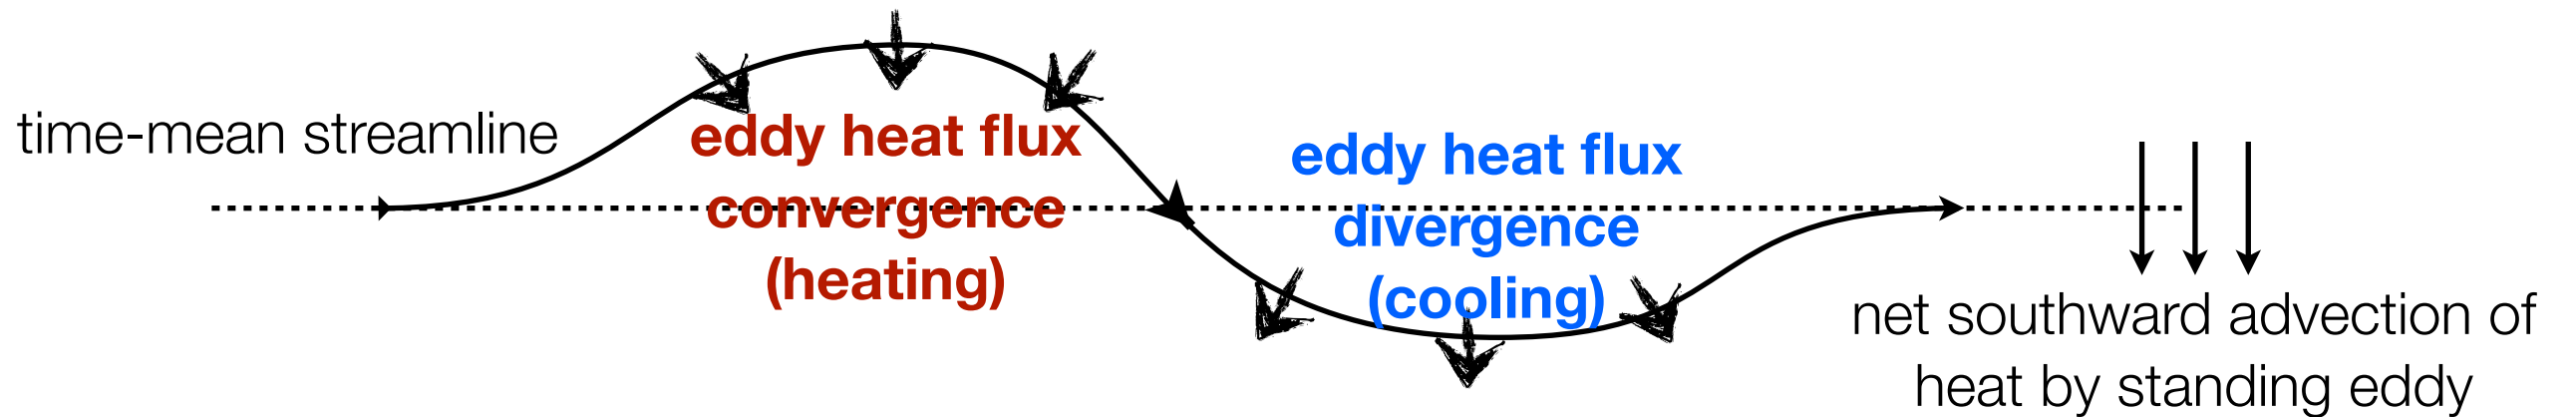 time-mean streamline
eddy heat flux
convergence
(heating)
eddy heat flux
divergence
(cooling)
net southward advection of
heat by standing eddy